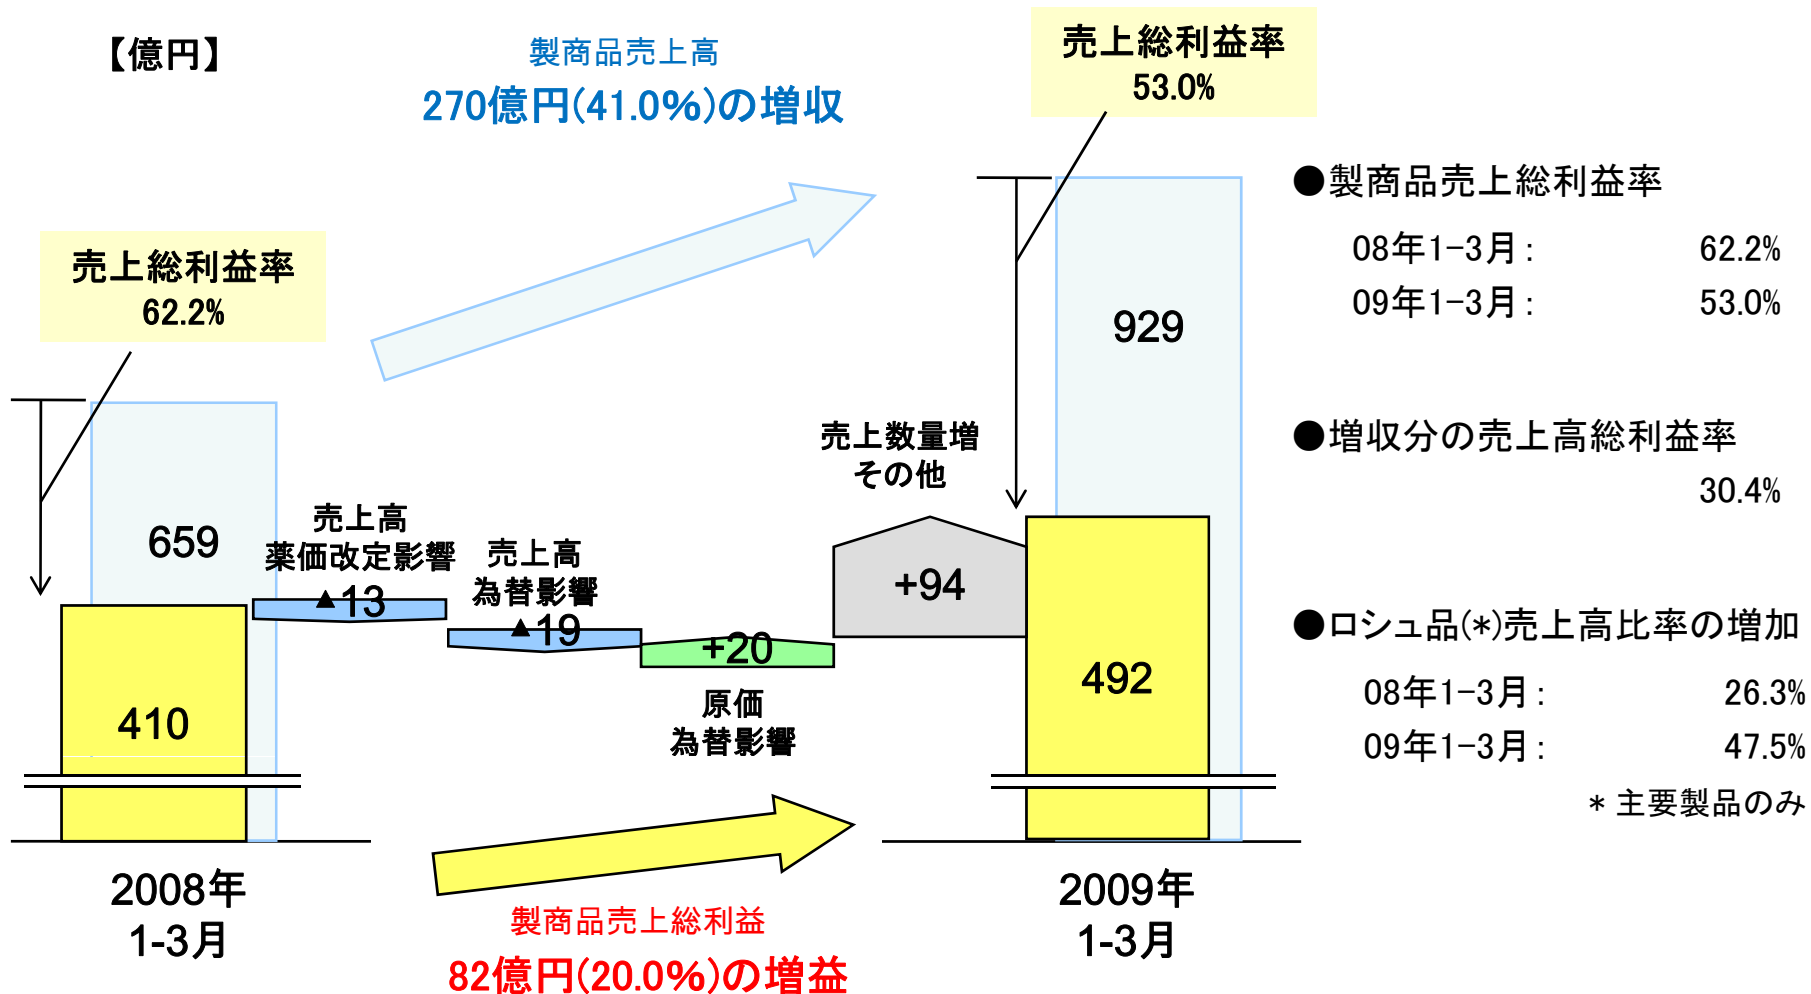 【億円】
製商品売上高
270億円(41.0%)の増収
売上総利益率
53.0%
売上総利益率
62.2%
929
659
売上高
薬価改定影響
▲13
売上高
為替影響
▲19
+20
原価
為替影響
売上数量増
その他
+94
410
492
2008年
1-3月
2009年
1-3月
製商品売上総利益
82億円(20.0%)の増益
●製商品売上総利益率
08年1-3月: 62.2%
09年1-3月: 53.0%
●増収分の売上高総利益率
30.4%
●ロシュ品(*)売上高比率の増加
08年1-3月: 26.3%
09年1-3月: 47.5%
* 主要製品のみ